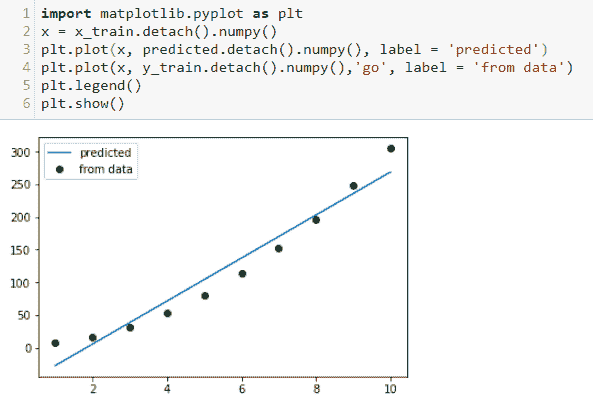 1 import matplotlib.pyplot as plt
2 x = x_train.detach().numpy()
3 plt.plot(x, predicted.detach().numpy(), label = 'predicted')
4 plt.plot(x, y_train.detach().numpy(),'go', label = 'from data')
5 plt.legend()
6 plt.show()
predicted
from data
300
250
200
150
100
50
0
2 4 6 8 10